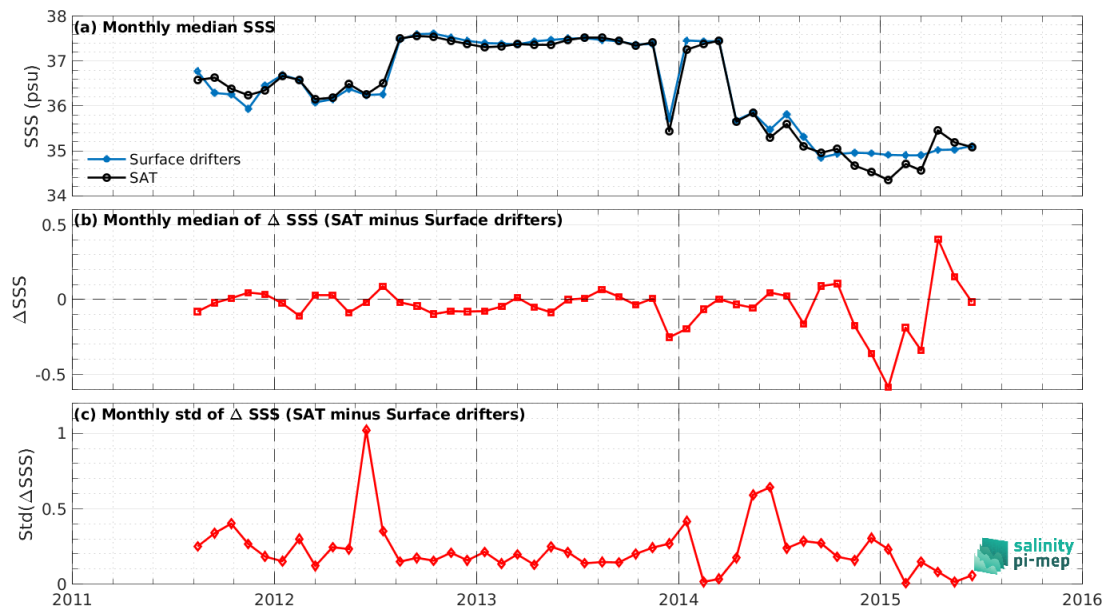 (a) Monthly median SSS
38
37
36
35
34
SSS (psu)
Surface drifters
SAT
(b) Monthly median of Δ SSS (SAT minus Surface drifters)
0.5
0
-0.5
Δ SSS
(c) Monthly std of Δ SSS (SAT minus Surface drifters)
1
0.5
0
Std(ΔSSS)
salinity
pi-mep
2011 2012 2013 2014 2015 2016